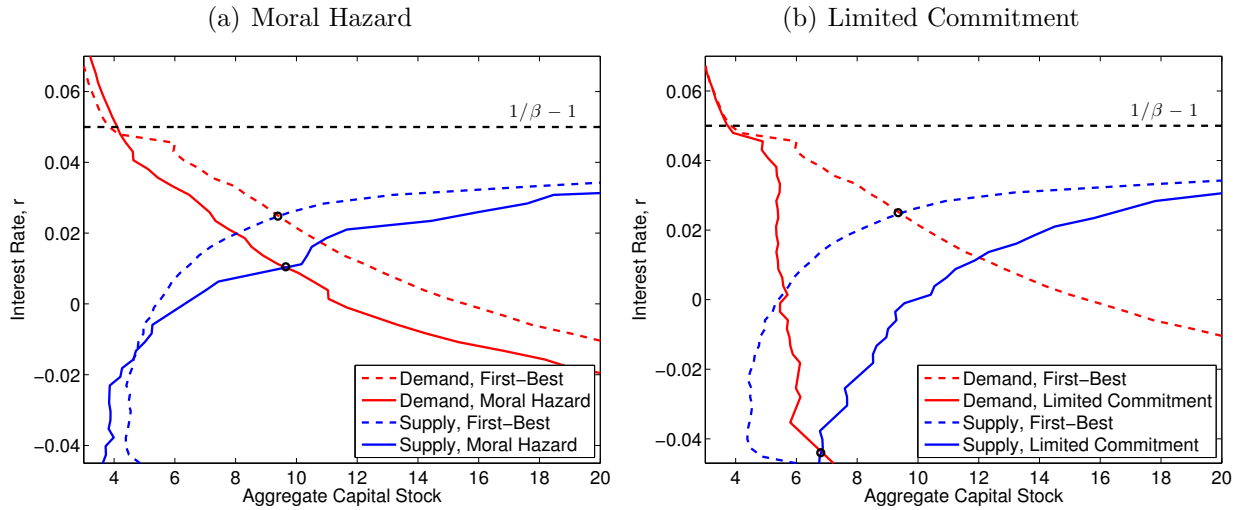 (a) Moral Hazard
0.06
0.04
0.02
0
−0.02
−0.04
Interest Rate, r
1/β − 1
Demand, First−Best
Demand, Moral Hazard
Supply, First−Best
Supply, Moral Hazard
4 6 8 10 12 14 16 18 20
Aggregate Capital Stock
(b) Limited Commitment
0.06
0.04
0.02
0
−0.02
−0.04
Interest Rate, r
1/β − 1
Demand, First−Best
Demand, Limited Commitment
Supply, First−Best
Supply, Limited Commitment
4 6 8 10 12 14 16 18 20
Aggregate Capital Stock